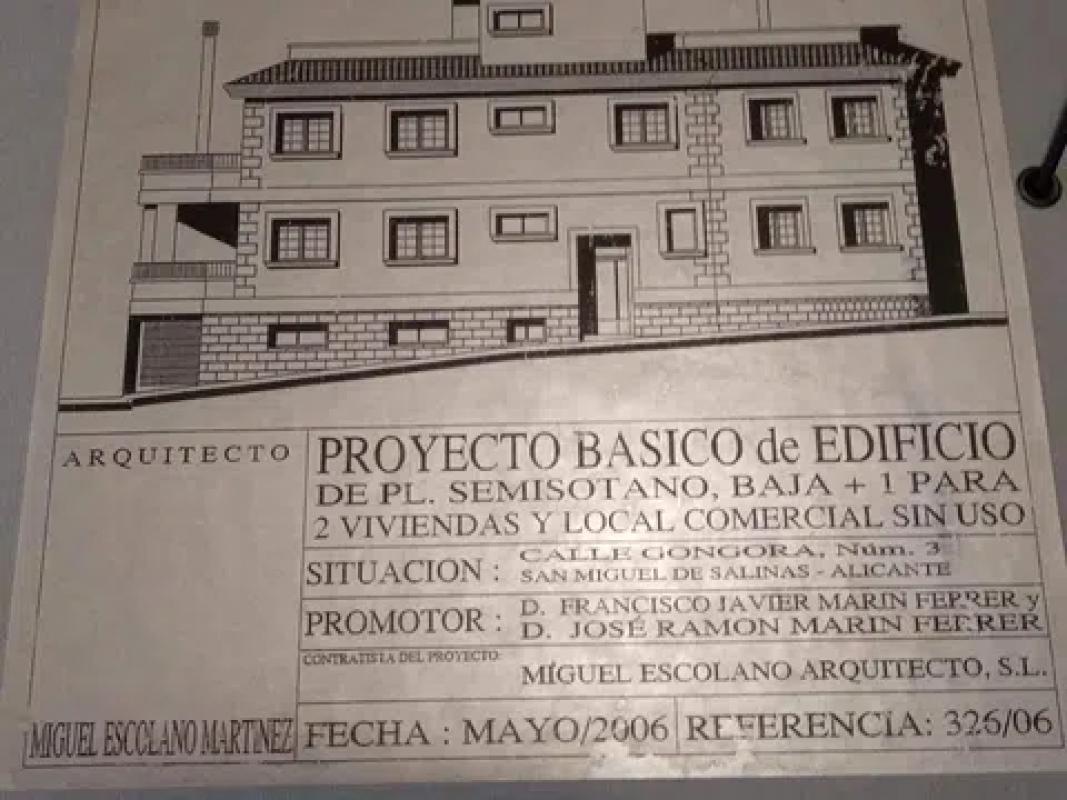 ARQUITECTO
PROYECTO BASICO de EDIFICIO
DE PL. SEMISOTANO, BAJA + 1 PARA
2 VIVIENDAS Y LOCAL COMERCIAL SIN USO
SITUACION : CALLE GONGORA, Núm. 3
SAN MIGUEL DE SALINAS - ALICANTE
PROMOTOR : D. FRANCISCO JAVIER MARIN FERRER y
D. JOSÉ RAMON MARIN FERRER
CONTRATISTA DEL PROYECTO:
MIGUEL ESCOLANO ARQUITECTO, S.L.
MIGUEL ESCOLANO MARTINEZ
FECHA : MAYO/2006 REFERENCIA: 326/06